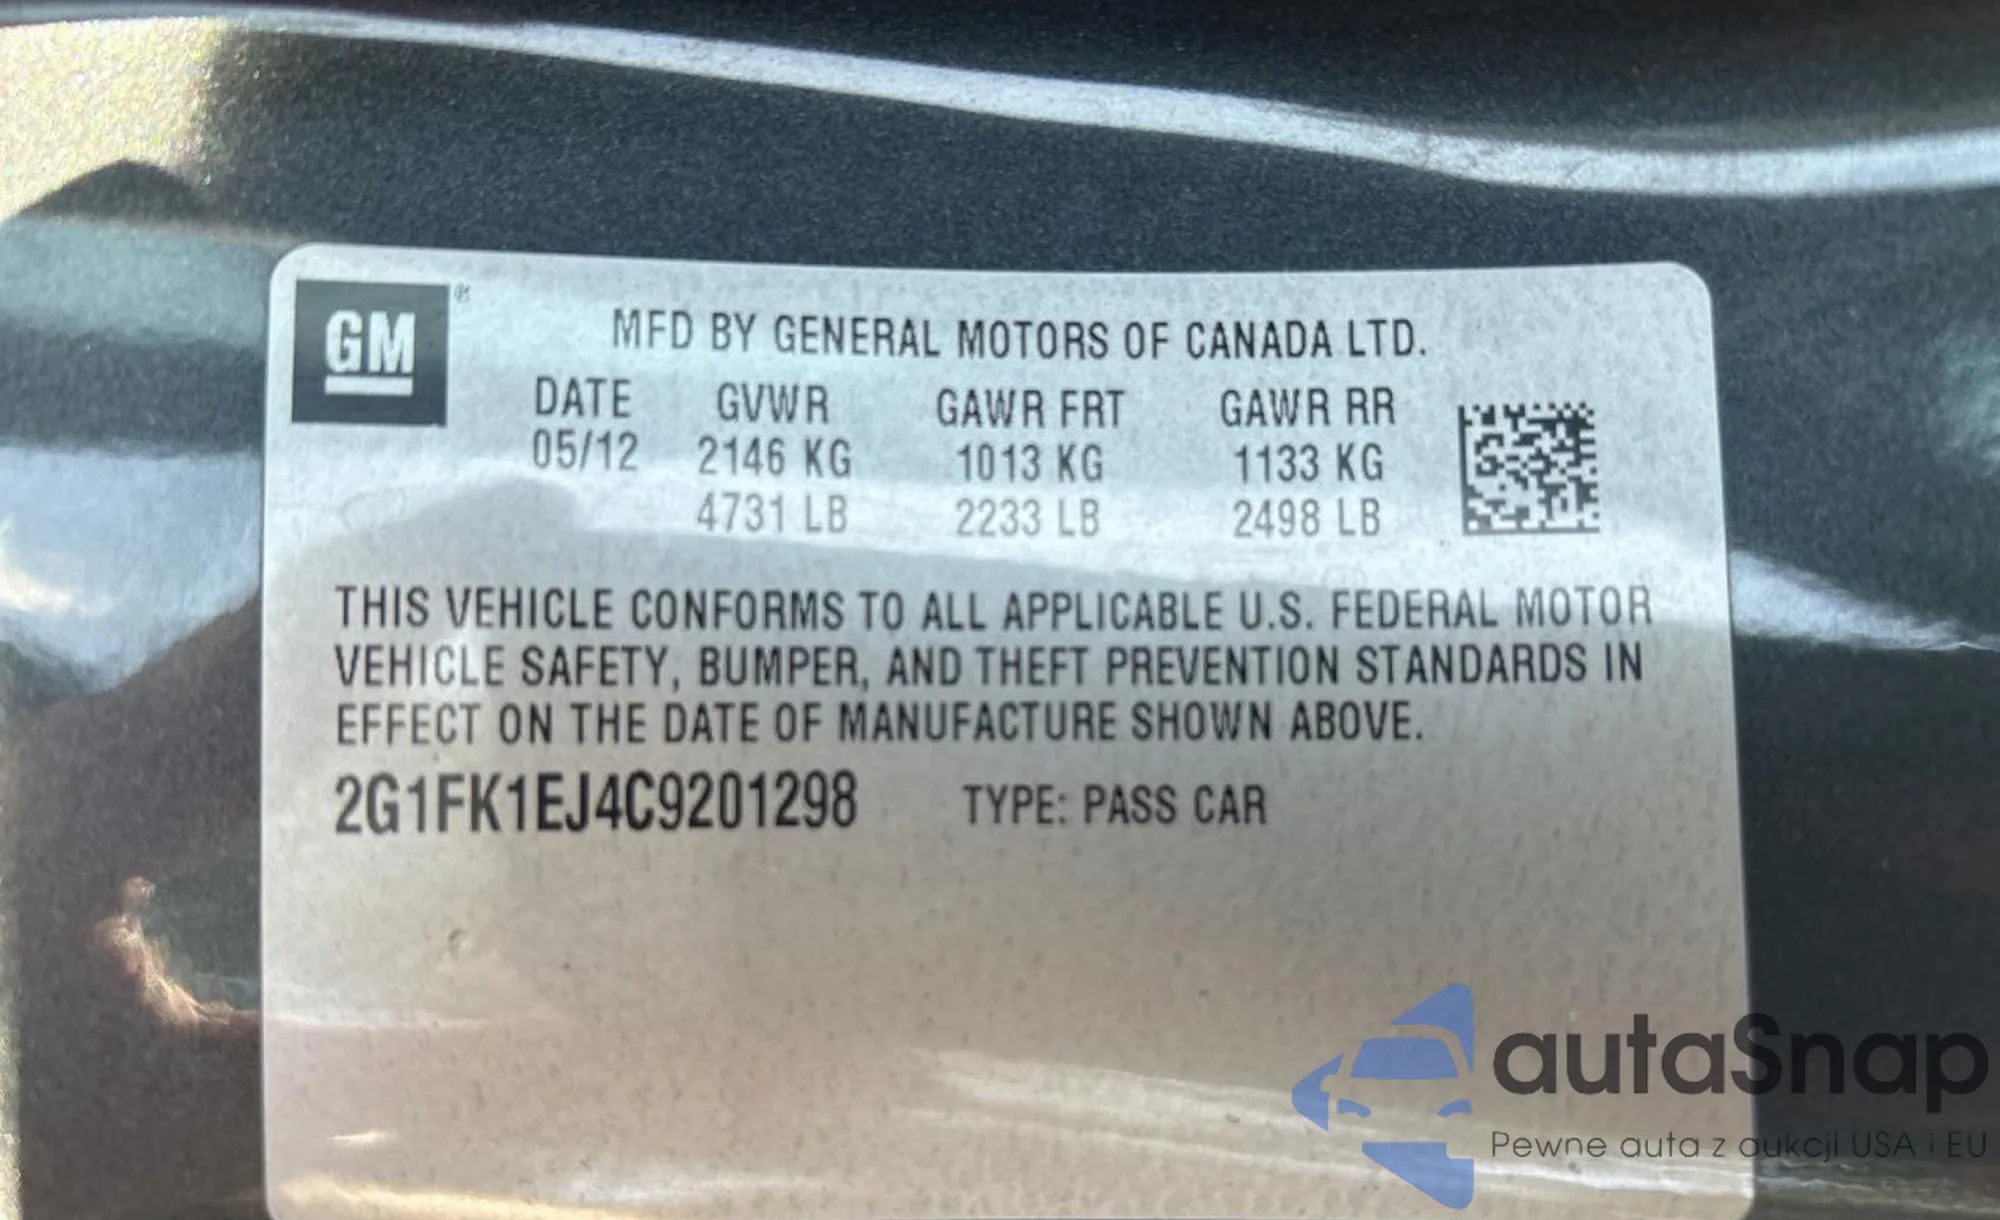 GM®
MFD BY GENERAL MOTORS OF CANADA LTD.
DATE GVWR GAWR FRT GAWR RR
05/12 2146 KG 1013 KG 1133 KG
4731 LB 2233 LB 2498 LB
THIS VEHICLE CONFORMS TO ALL APPLICABLE U.S. FEDERAL MOTOR
VEHICLE SAFETY, BUMPER, AND THEFT PREVENTION STANDARDS IN
EFFECT ON THE DATE OF MANUFACTURE SHOWN ABOVE.
2G1FK1EJ4C9201298 TYPE: PASS CAR
autaSnap
Pewne auta z aukcji USA i EU